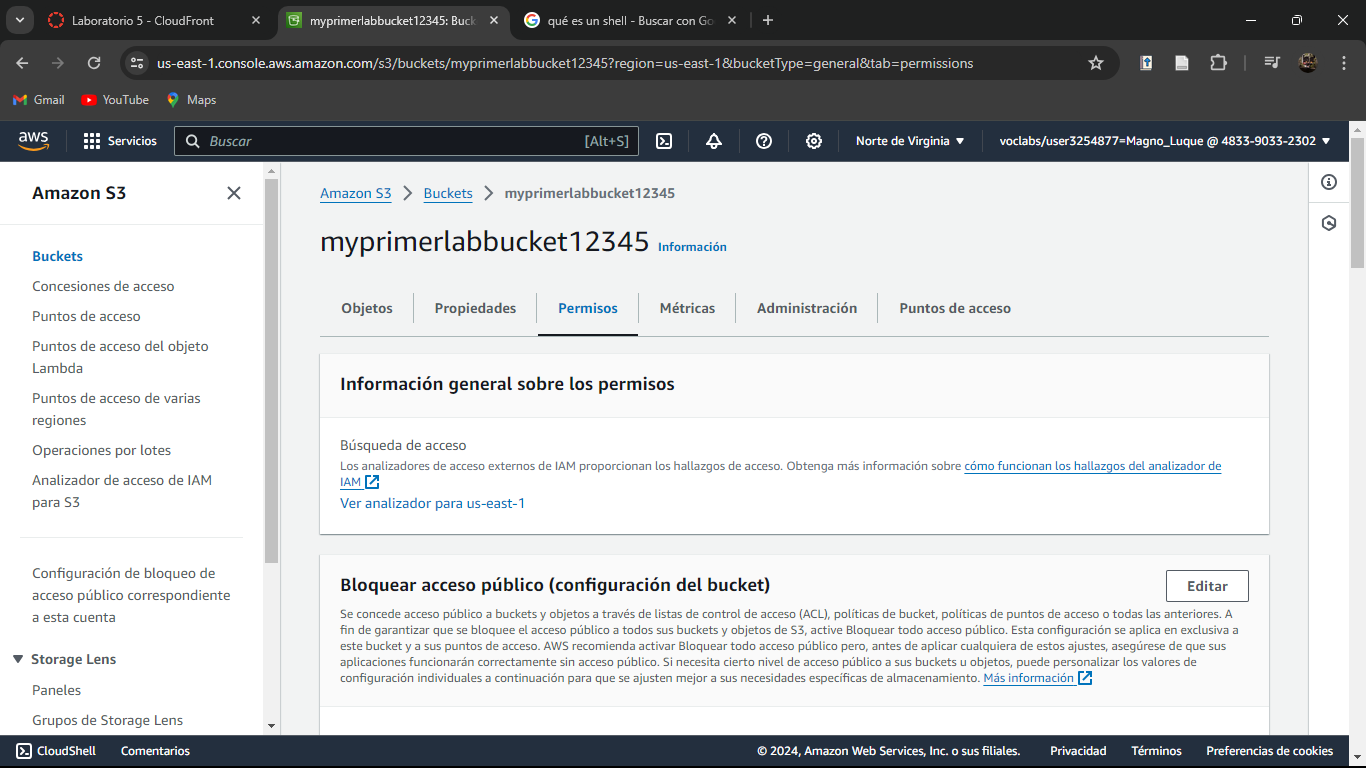 Laboratorio 5 - CloudFront
myprimerlabbucket12345: Buck
qué es un shell - Buscar con Go
us-east-1.console.aws.amazon.com/s3/buckets/myprimerlabbucket12345?region=us-east-1&bucketType=general&tab=permissions
Gmail
YouTube
Maps
aws
Servicios
Buscar
[Alt+S]
Norte de Virginia
voclabs/user3254877=Magno_Luque @ 4833-9033-2302
Amazon S3
Buckets
Concesiones de acceso
Puntos de acceso
Puntos de acceso del objeto
Lambda
Puntos de acceso de varias
regiones
Operaciones por lotes
Analizador de acceso de IAM
para S3
Configuración de bloqueo de
acceso público correspondiente
a esta cuenta
Storage Lens
Paneles
Grupos de Storage Lens
Amazon S3
Buckets
myprimerlabbucket12345
myprimerlabbucket12345
Información
Objetos
Propiedades
Permisos
Métricas
Administración
Puntos de acceso
Información general sobre los permisos
Búsqueda de acceso
Los analizadores de acceso externos de IAM proporcionan los hallazgos de acceso. Obtenga más información sobre cómo funcionan los hallazgos del analizador de
IAM
Ver analizador para us-east-1
Bloquear acceso público (configuración del bucket)
Editar
Se concede acceso público a buckets y objetos a través de listas de control de acceso (ACL), políticas de bucket, políticas de puntos de acceso o todas las anteriores. A
fin de garantizar que se bloquee el acceso público a todos sus buckets y objetos de S3, active Bloquear todo acceso público. Esta configuración se aplica en exclusiva a
este bucket y a sus puntos de acceso. AWS recomienda activar Bloquear todo acceso público pero, antes de aplicar cualquiera de estos ajustes, asegúrese de que sus
aplicaciones funcionarán correctamente sin acceso público. Si necesita cierto nivel de acceso público a sus buckets u objetos, puede personalizar los valores de
configuración individuales a continuación para que se ajusten mejor a sus necesidades específicas de almacenamiento. Más información
CloudShell
Comentarios
© 2024, Amazon Web Services, Inc. o sus filiales.
Privacidad
Términos
Preferencias de cookies